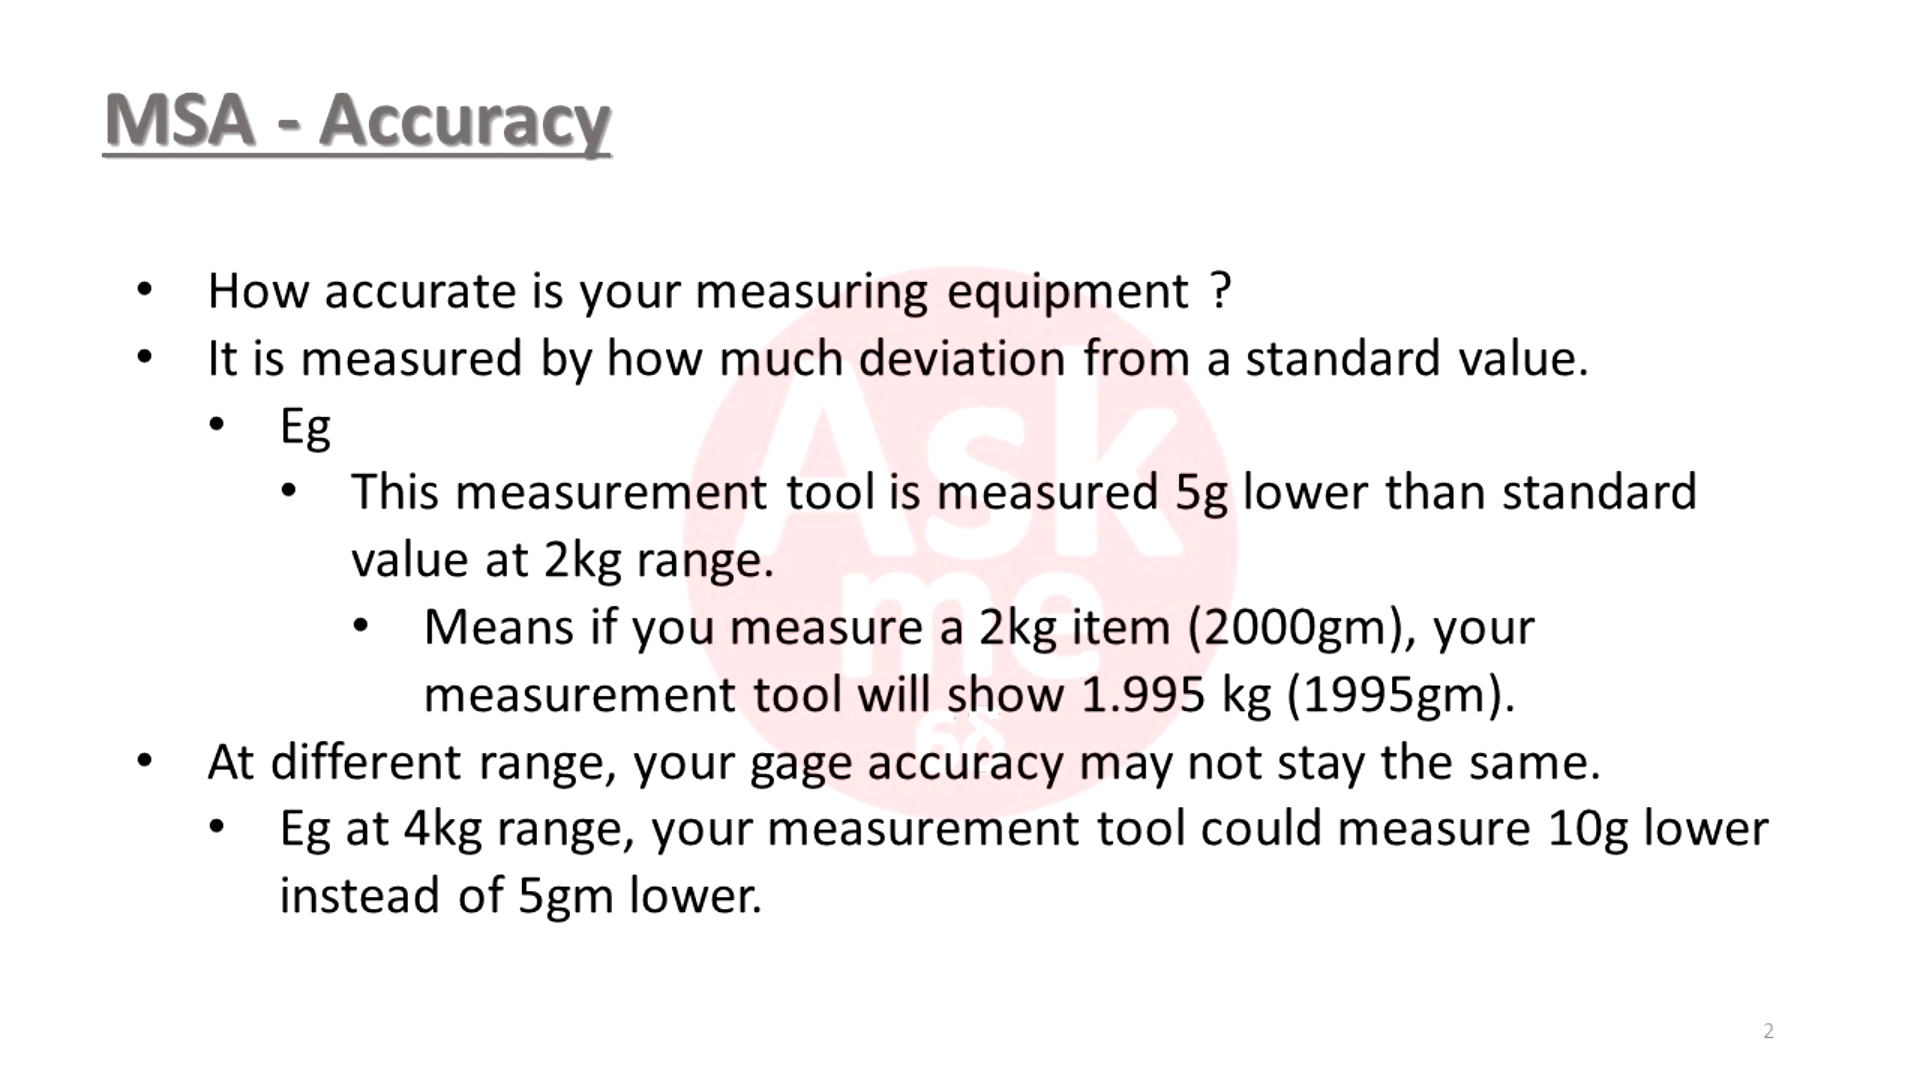 MSA - Accuracy
• How accurate is your measuring equipment ?
• It is measured by how much deviation from a standard value.
• Eg
• This measurement tool is measured 5g lower than standard
value at 2kg range.
• Means if you measure a 2kg item (2000gm), your
measurement tool will show 1.995 kg (1995gm).
• At different range, your gage accuracy may not stay the same.
• Eg at 4kg range, your measurement tool could measure 10g lower
instead of 5gm lower.
Ask
me
2